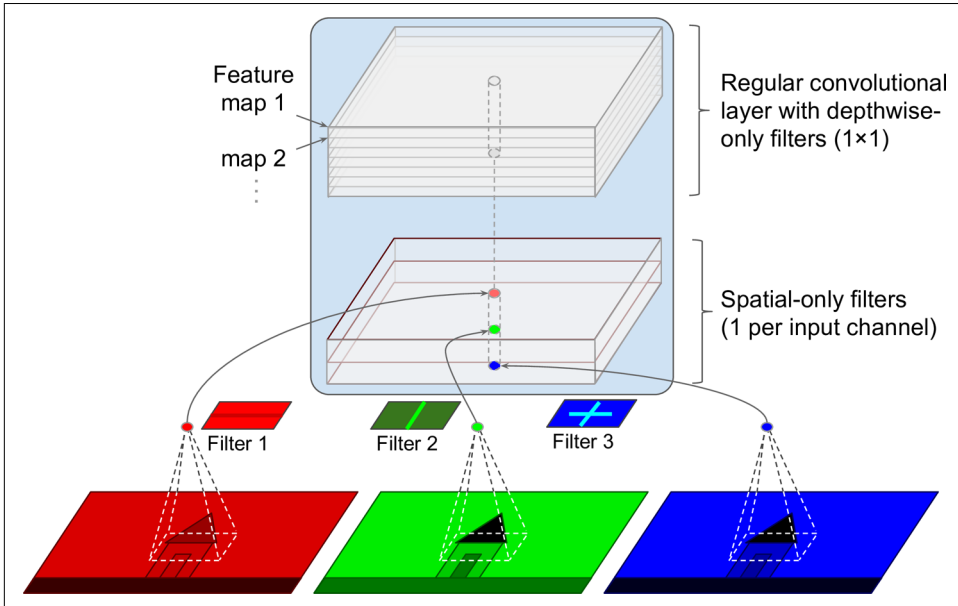 Feature
map 1
map 2
⋮
Regular convolutional
layer with depthwise-
only filters (1×1)
Spatial-only filters
(1 per input channel)
Filter 1
Filter 2
Filter 3